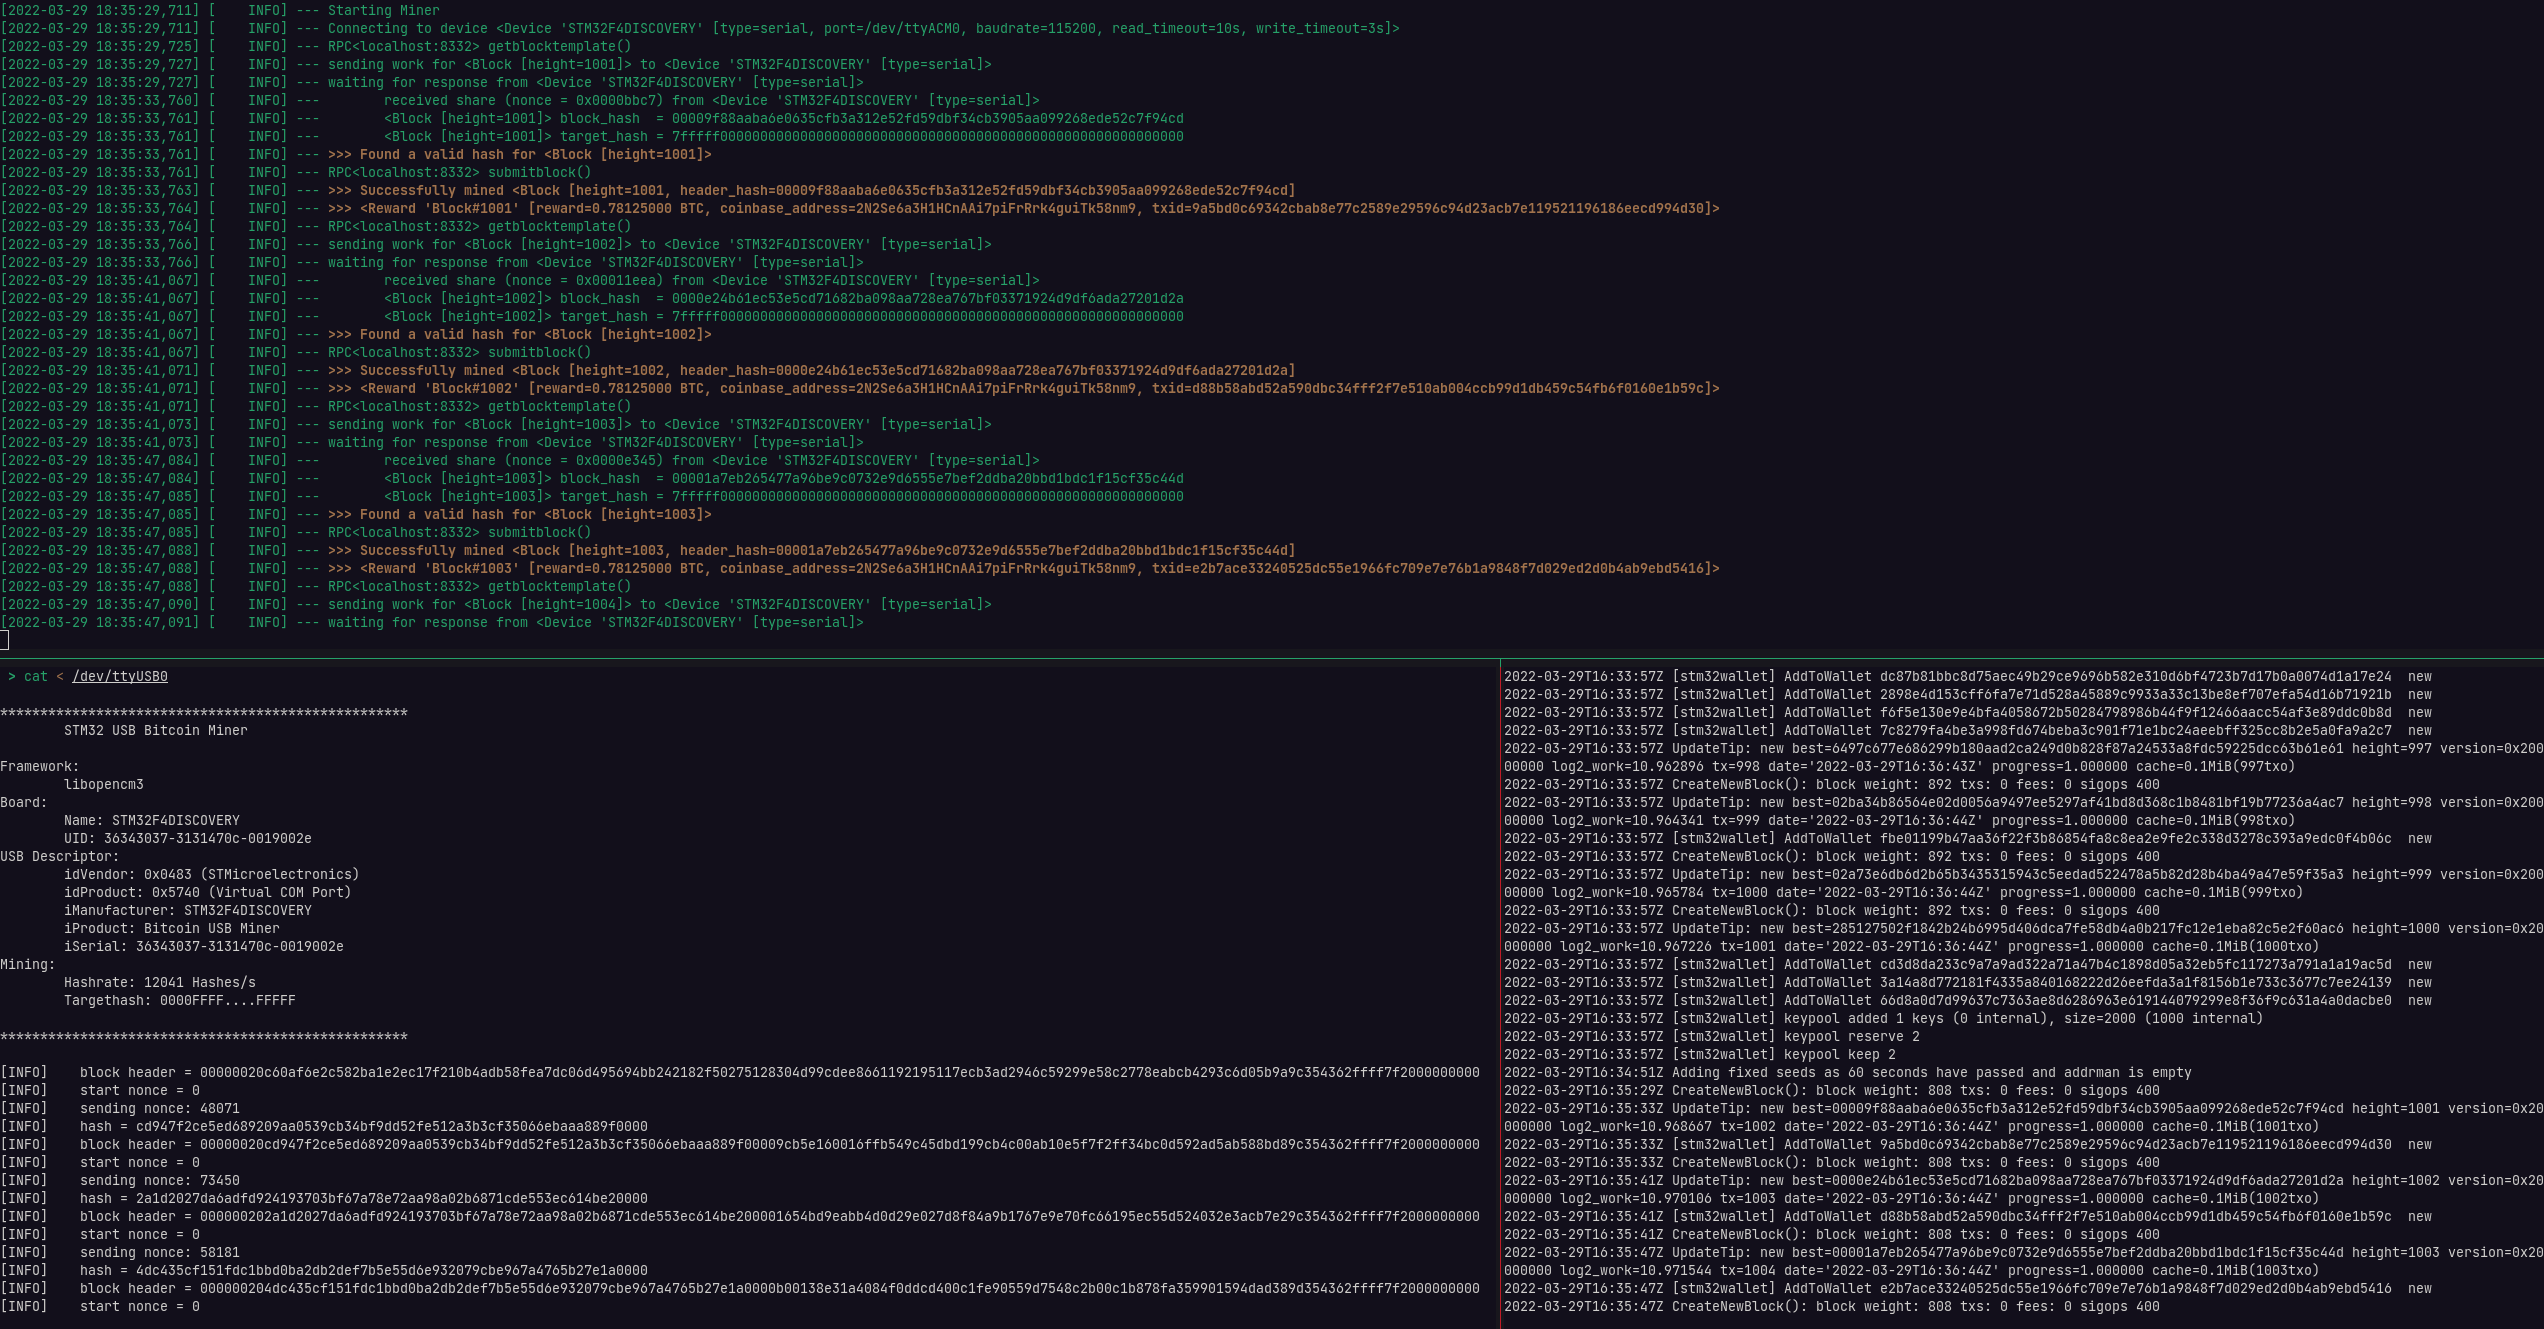 [2022-03-29 18:35:29,711] [    INFO] --- Starting Miner
[2022-03-29 18:35:29,711] [    INFO] --- Connecting to device <Device 'STM32F4DISCOVERY' [type=serial, port=/dev/ttyACM0, baudrate=115200, read_timeout=10s, write_timeout=3s]>
[2022-03-29 18:35:29,725] [    INFO] --- RPC<localhost:8332> getblocktemplate()
[2022-03-29 18:35:29,727] [    INFO] --- sending work for <Block [height=1001]> to <Device 'STM32F4DISCOVERY' [type=serial]>
[2022-03-29 18:35:29,727] [    INFO] --- waiting for response from <Device 'STM32F4DISCOVERY' [type=serial]>
[2022-03-29 18:35:33,760] [    INFO] ---        received share (nonce = 0x0000bbc7) from <Device 'STM32F4DISCOVERY' [type=serial]>
[2022-03-29 18:35:33,761] [    INFO] ---        <Block [height=1001]> block_hash  = 00009f88aaba6e0635cfb3a312e52fd59dbf34cb3905aa099268ede52c7f94cd
[2022-03-29 18:35:33,761] [    INFO] ---        <Block [height=1001]> target_hash = 7fffff0000000000000000000000000000000000000000000000000000000000
[2022-03-29 18:35:33,761] [    INFO] --- >>> Found a valid hash for <Block [height=1001]>
[2022-03-29 18:35:33,761] [    INFO] --- RPC<localhost:8332> submitblock()
[2022-03-29 18:35:33,763] [    INFO] --- >>> Successfully mined <Block [height=1001, header_hash=00009f88aaba6e0635cfb3a312e52fd59dbf34cb3905aa099268ede52c7f94cd]
[2022-03-29 18:35:33,764] [    INFO] --- >>> <Reward 'Block#1001' [reward=0.78125000 BTC, coinbase_address=2N2Se6a3H1HCnAAi7piFrRrk4guiTk58nm9, txid=9a5bd0c69342cbab8e77c2589e29596c94d23acb7e119521196186eecd994d30]>
[2022-03-29 18:35:33,764] [    INFO] --- RPC<localhost:8332> getblocktemplate()
[2022-03-29 18:35:33,766] [    INFO] --- sending work for <Block [height=1002]> to <Device 'STM32F4DISCOVERY' [type=serial]>
[2022-03-29 18:35:33,766] [    INFO] --- waiting for response from <Device 'STM32F4DISCOVERY' [type=serial]>
[2022-03-29 18:35:41,067] [    INFO] ---        received share (nonce = 0x00011eea) from <Device 'STM32F4DISCOVERY' [type=serial]>
[2022-03-29 18:35:41,067] [    INFO] ---        <Block [height=1002]> block_hash  = 0000e24b61ec53e5cd71682ba098aa728ea767bf03371924d9df6ada27201d2a
[2022-03-29 18:35:41,067] [    INFO] ---        <Block [height=1002]> target_hash = 7fffff0000000000000000000000000000000000000000000000000000000000
[2022-03-29 18:35:41,067] [    INFO] --- >>> Found a valid hash for <Block [height=1002]>
[2022-03-29 18:35:41,067] [    INFO] --- RPC<localhost:8332> submitblock()
[2022-03-29 18:35:41,071] [    INFO] --- >>> Successfully mined <Block [height=1002, header_hash=0000e24b61ec53e5cd71682ba098aa728ea767bf03371924d9df6ada27201d2a]
[2022-03-29 18:35:41,071] [    INFO] --- >>> <Reward 'Block#1002' [reward=0.78125000 BTC, coinbase_address=2N2Se6a3H1HCnAAi7piFrRrk4guiTk58nm9, txid=d88b58abd52a590dbc34fff2f7e510ab004ccb99d1db459c54fb6f0160e1b59c]>
[2022-03-29 18:35:41,071] [    INFO] --- RPC<localhost:8332> getblocktemplate()
[2022-03-29 18:35:41,073] [    INFO] --- sending work for <Block [height=1003]> to <Device 'STM32F4DISCOVERY' [type=serial]>
[2022-03-29 18:35:41,073] [    INFO] --- waiting for response from <Device 'STM32F4DISCOVERY' [type=serial]>
[2022-03-29 18:35:47,084] [    INFO] ---        received share (nonce = 0x0000e345) from <Device 'STM32F4DISCOVERY' [type=serial]>
[2022-03-29 18:35:47,084] [    INFO] ---        <Block [height=1003]> block_hash  = 00001a7eb265477a96be9c0732e9d6555e7bef2ddba20bbd1bdc1f15cf35c44d
[2022-03-29 18:35:47,085] [    INFO] ---        <Block [height=1003]> target_hash = 7fffff0000000000000000000000000000000000000000000000000000000000
[2022-03-29 18:35:47,085] [    INFO] --- >>> Found a valid hash for <Block [height=1003]>
[2022-03-29 18:35:47,085] [    INFO] --- RPC<localhost:8332> submitblock()
[2022-03-29 18:35:47,088] [    INFO] --- >>> Successfully mined <Block [height=1003, header_hash=00001a7eb265477a96be9c0732e9d6555e7bef2ddba20bbd1bdc1f15cf35c44d]
[2022-03-29 18:35:47,088] [    INFO] --- >>> <Reward 'Block#1003' [reward=0.78125000 BTC, coinbase_address=2N2Se6a3H1HCnAAi7piFrRrk4guiTk58nm9, txid=e2b7ace33240525dc55e1966fc709e7e76b1a9848f7d029ed2d0b4ab9ebd5416]>
[2022-03-29 18:35:47,088] [    INFO] --- RPC<localhost:8332> getblocktemplate()
[2022-03-29 18:35:47,090] [    INFO] --- sending work for <Block [height=1004]> to <Device 'STM32F4DISCOVERY' [type=serial]>
[2022-03-29 18:35:47,091] [    INFO] --- waiting for response from <Device 'STM32F4DISCOVERY' [type=serial]>
> cat < /dev/ttyUSB0
***************************************************
STM32 USB Bitcoin Miner
Framework:
libopencm3
Board:
Name: STM32F4DISCOVERY
UID: 36343037-3131470c-0019002e
USB Descriptor:
idVendor: 0x0483 (STMicroelectronics)
idProduct: 0x5740 (Virtual COM Port)
iManufacturer: STM32F4DISCOVERY
iProduct: Bitcoin USB Miner
iSerial: 36343037-3131470c-0019002e
Mining:
Hashrate: 12041 Hashes/s
Targethash: 0000FFFF....FFFFF
***************************************************
[INFO]    block header = 00000020c60af6e2c582ba1e2ec17f210b4adb58fea7dc06d495694bb242182f50275128304d99cdee8661192195117ecb3ad2946c59299e58c2778eabcb4293c6d05b9a9c354362ffff7f2000000000
[INFO]    start nonce = 0
[INFO]    sending nonce: 48071
[INFO]    hash = cd947f2ce5ed689209aa0539cb34bf9dd52fe512a3b3cf35066ebaaa889f0000
[INFO]    block header = 00000020cd947f2ce5ed689209aa0539cb34bf9dd52fe512a3b3cf35066ebaaa889f00009cb5e160016ffb549c45dbd199cb4c00ab10e5f7f2ff34bc0d592ad5ab588bd89c354362ffff7f2000000000
[INFO]    start nonce = 0
[INFO]    sending nonce: 73450
[INFO]    hash = 2a1d2027da6adfd924193703bf67a78e72aa98a02b6871cde553ec614be20000
[INFO]    block header = 000000202a1d2027da6adfd924193703bf67a78e72aa98a02b6871cde553ec614be200001654bd9eabb4d0d29e027d8f84a9b1767e9e70fc66195ec55d524032e3acb7e29c354362ffff7f2000000000
[INFO]    start nonce = 0
[INFO]    sending nonce: 58181
[INFO]    hash = 4dc435cf151fdc1bbd0ba2db2def7b5e55d6e932079cbe967a4765b27e1a0000
[INFO]    block header = 000000204dc435cf151fdc1bbd0ba2db2def7b5e55d6e932079cbe967a4765b27e1a0000b00138e31a4084f0ddcd400c1fe90559d7548c2b00c1b878fa359901594dad389d354362ffff7f2000000000
[INFO]    start nonce = 0
2022-03-29T16:33:57Z [stm32wallet] AddToWallet dc87b81bbc8d75aec49b29ce9696b582e310d6bf4723b7d17b0a0074d1a17e24  new
2022-03-29T16:33:57Z [stm32wallet] AddToWallet 2898e4d153cff6fa7e71d528a45889c9933a33c13be8ef707efa54d16b71921b  new
2022-03-29T16:33:57Z [stm32wallet] AddToWallet f6f5e130e9e4bfa4058672b50284798986b44f9f12466aacc54af3e89ddc0b8d  new
2022-03-29T16:33:57Z [stm32wallet] AddToWallet 7c8279fa4be3a998fd674beba3c901f71e1bc24aeebff325cc8b2e5a0fa9a2c7  new
2022-03-29T16:33:57Z UpdateTip: new best=6497c677e686299b180aad2ca249d0b828f87a24533a8fdc59225dcc63b61e61 height=997 version=0x200
00000 log2_work=10.962896 tx=998 date='2022-03-29T16:36:43Z' progress=1.000000 cache=0.1MiB(997txo)
2022-03-29T16:33:57Z CreateNewBlock(): block weight: 892 txs: 0 fees: 0 sigops 400
2022-03-29T16:33:57Z UpdateTip: new best=02ba34b86564e02d0056a9497ee5297af41bd8d368c1b8481bf19b77236a4ac7 height=998 version=0x200
00000 log2_work=10.964341 tx=999 date='2022-03-29T16:36:44Z' progress=1.000000 cache=0.1MiB(998txo)
2022-03-29T16:33:57Z [stm32wallet] AddToWallet fbe01199b47aa36f22f3b86854fa8c8ea2e9fe2c338d3278c393a9edc0f4b06c  new
2022-03-29T16:33:57Z CreateNewBlock(): block weight: 892 txs: 0 fees: 0 sigops 400
2022-03-29T16:33:57Z UpdateTip: new best=02a73e6db6d2b65b3435315943c5eedad522478a5b82d28b4ba49a47e59f35a3 height=999 version=0x200
00000 log2_work=10.965784 tx=1000 date='2022-03-29T16:36:44Z' progress=1.000000 cache=0.1MiB(999txo)
2022-03-29T16:33:57Z CreateNewBlock(): block weight: 892 txs: 0 fees: 0 sigops 400
2022-03-29T16:33:57Z UpdateTip: new best=285127502f1842b24b6995d406dca7fe58db4a0b217fc12e1eba82c5e2f60ac6 height=1000 version=0x20
000000 log2_work=10.967226 tx=1001 date='2022-03-29T16:36:44Z' progress=1.000000 cache=0.1MiB(1000txo)
2022-03-29T16:33:57Z [stm32wallet] AddToWallet cd3d8da233c9a7a9ad322a71a47b4c1898d05a32eb5fc117273a791a1a19ac5d  new
2022-03-29T16:33:57Z [stm32wallet] AddToWallet 3a14a8d772181f4335a840168222d26eefda3a1f8156b1e733c3677c7ee24139  new
2022-03-29T16:33:57Z [stm32wallet] AddToWallet 66d8a0d7d99637c7363ae8d6286963e619144079299e8f36f9c631a4a0dacbe0  new
2022-03-29T16:33:57Z [stm32wallet] keypool added 1 keys (0 internal), size=2000 (1000 internal)
2022-03-29T16:33:57Z [stm32wallet] keypool reserve 2
2022-03-29T16:33:57Z [stm32wallet] keypool keep 2
2022-03-29T16:34:51Z Adding fixed seeds as 60 seconds have passed and addrman is empty
2022-03-29T16:35:29Z CreateNewBlock(): block weight: 808 txs: 0 fees: 0 sigops 400
2022-03-29T16:35:33Z UpdateTip: new best=00009f88aaba6e0635cfb3a312e52fd59dbf34cb3905aa099268ede52c7f94cd height=1001 version=0x20
000000 log2_work=10.968667 tx=1002 date='2022-03-29T16:36:44Z' progress=1.000000 cache=0.1MiB(1001txo)
2022-03-29T16:35:33Z [stm32wallet] AddToWallet 9a5bd0c69342cbab8e77c2589e29596c94d23acb7e119521196186eecd994d30  new
2022-03-29T16:35:33Z CreateNewBlock(): block weight: 808 txs: 0 fees: 0 sigops 400
2022-03-29T16:35:41Z UpdateTip: new best=0000e24b61ec53e5cd71682ba098aa728ea767bf03371924d9df6ada27201d2a height=1002 version=0x20
000000 log2_work=10.970106 tx=1003 date='2022-03-29T16:36:44Z' progress=1.000000 cache=0.1MiB(1002txo)
2022-03-29T16:35:41Z [stm32wallet] AddToWallet d88b58abd52a590dbc34fff2f7e510ab004ccb99d1db459c54fb6f0160e1b59c  new
2022-03-29T16:35:41Z CreateNewBlock(): block weight: 808 txs: 0 fees: 0 sigops 400
2022-03-29T16:35:47Z UpdateTip: new best=00001a7eb265477a96be9c0732e9d6555e7bef2ddba20bbd1bdc1f15cf35c44d height=1003 version=0x20
000000 log2_work=10.971544 tx=1004 date='2022-03-29T16:36:44Z' progress=1.000000 cache=0.1MiB(1003txo)
2022-03-29T16:35:47Z [stm32wallet] AddToWallet e2b7ace33240525dc55e1966fc709e7e76b1a9848f7d029ed2d0b4ab9ebd5416  new
2022-03-29T16:35:47Z CreateNewBlock(): block weight: 808 txs: 0 fees: 0 sigops 400